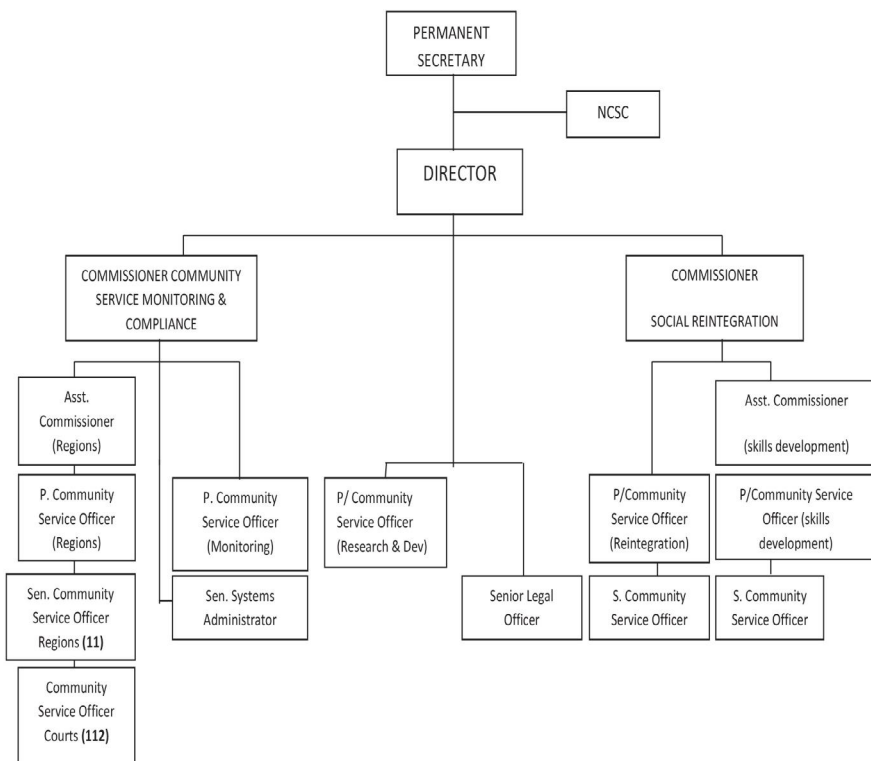 PERMANENT
SECRETARY
NCSC
DIRECTOR
COMMISSIONER COMMUNITY
SERVICE MONITORING &
COMPLIANCE
COMMISSIONER
SOCIAL REINTEGRATION
Asst.
Commissioner
(Regions)
Asst. Commissioner
(skills development)
P. Community
Service Officer
(Regions)
P. Community
Service Officer
(Monitoring)
P/ Community
Service Officer
(Research & Dev)
P/Community
Service Officer
(Reintegration)
P/Community Service
Officer (skills
development)
Sen. Community
Service Officer
Regions (11)
Sen. Systems
Administrator
Senior Legal
Officer
S. Community
Service Officer
S. Community
Service Officer
Community
Service Officer
Courts (112)